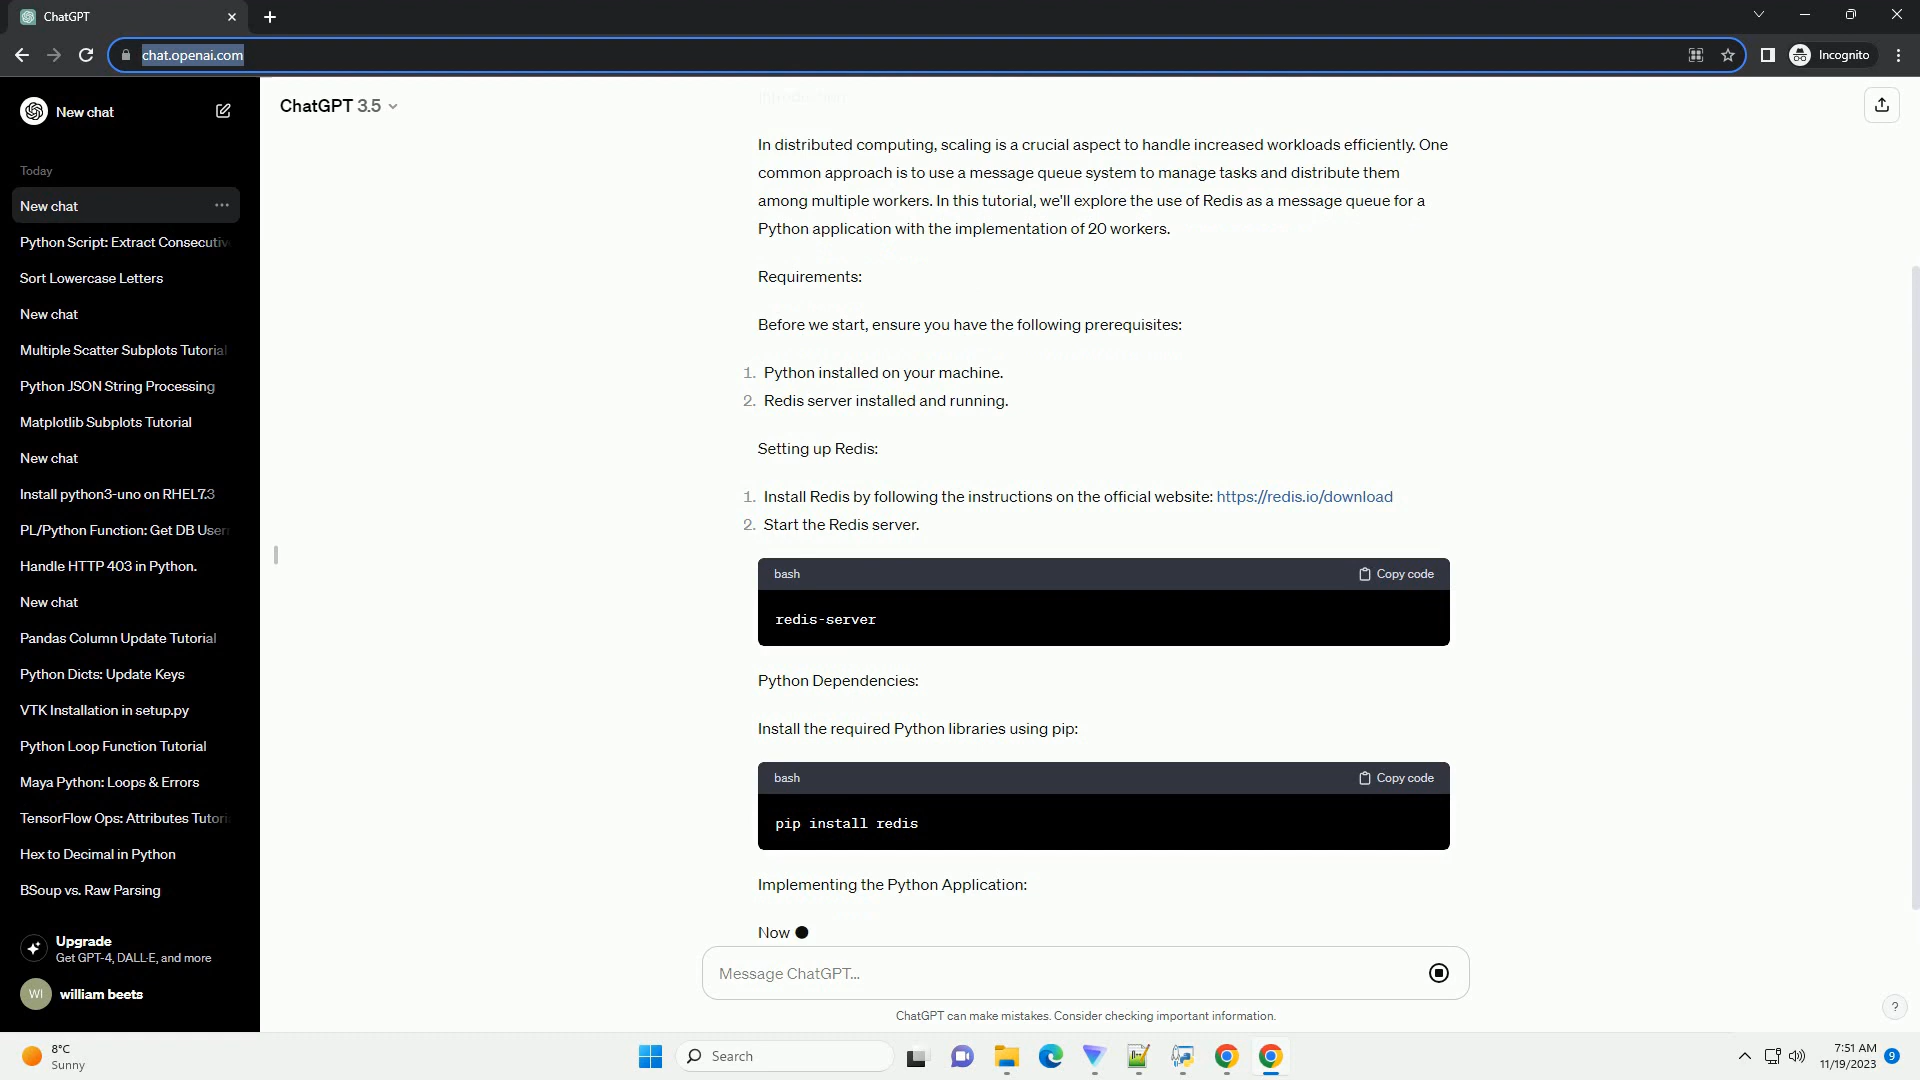 ChatGPT
chat.openai.com
Incognito
New chat
Today
New chat
Python Script: Extract Consecutiv
Sort Lowercase Letters
New chat
Multiple Scatter Subplots Tutorial
Python JSON String Processing
Matplotlib Subplots Tutorial
New chat
Install python3-uno on RHEL7.3
PL/Python Function: Get DB User
Handle HTTP 403 in Python.
New chat
Pandas Column Update Tutorial
Python Dicts: Update Keys
VTK Installation in setup.py
Python Loop Function Tutorial
Maya Python: Loops & Errors
TensorFlow Ops: Attributes Tutori
Hex to Decimal in Python
BSoup vs. Raw Parsing
Upgrade
Get GPT-4, DALL·E, and more
WI
william beets
ChatGPT 3.5
In distributed computing, scaling is a crucial aspect to handle increased workloads efficiently. One
common approach is to use a message queue system to manage tasks and distribute them
among multiple workers. In this tutorial, we'll explore the use of Redis as a message queue for a
Python application with the implementation of 20 workers.
Requirements:
Before we start, ensure you have the following prerequisites:
1. Python installed on your machine.
2. Redis server installed and running.
Setting up Redis:
1. Install Redis by following the instructions on the official website: https://redis.io/download
2. Start the Redis server.
bash
Copy code
redis-server
Python Dependencies:
Install the required Python libraries using pip:
bash
Copy code
pip install redis
Implementing the Python Application:
Now
Message ChatGPT...
ChatGPT can make mistakes. Consider checking important information.
?
8°C
Sunny
Search
7:51 AM
11/19/2023
9